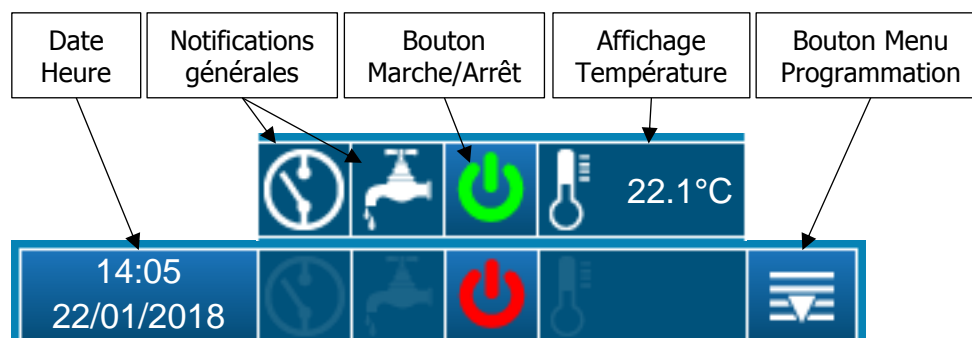 Date
Heure
Notifications
générales
Bouton
Marche/Arrêt
Affichage
Température
Bouton Menu
Programmation
22.1°C
14:05
22/01/2018